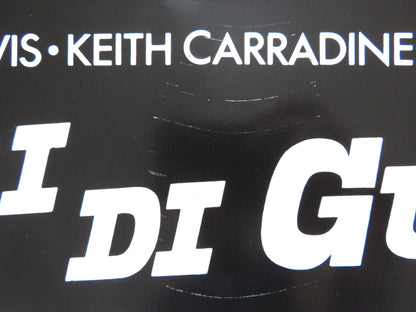 VIS • KEITH CARRADINE
I DI GU